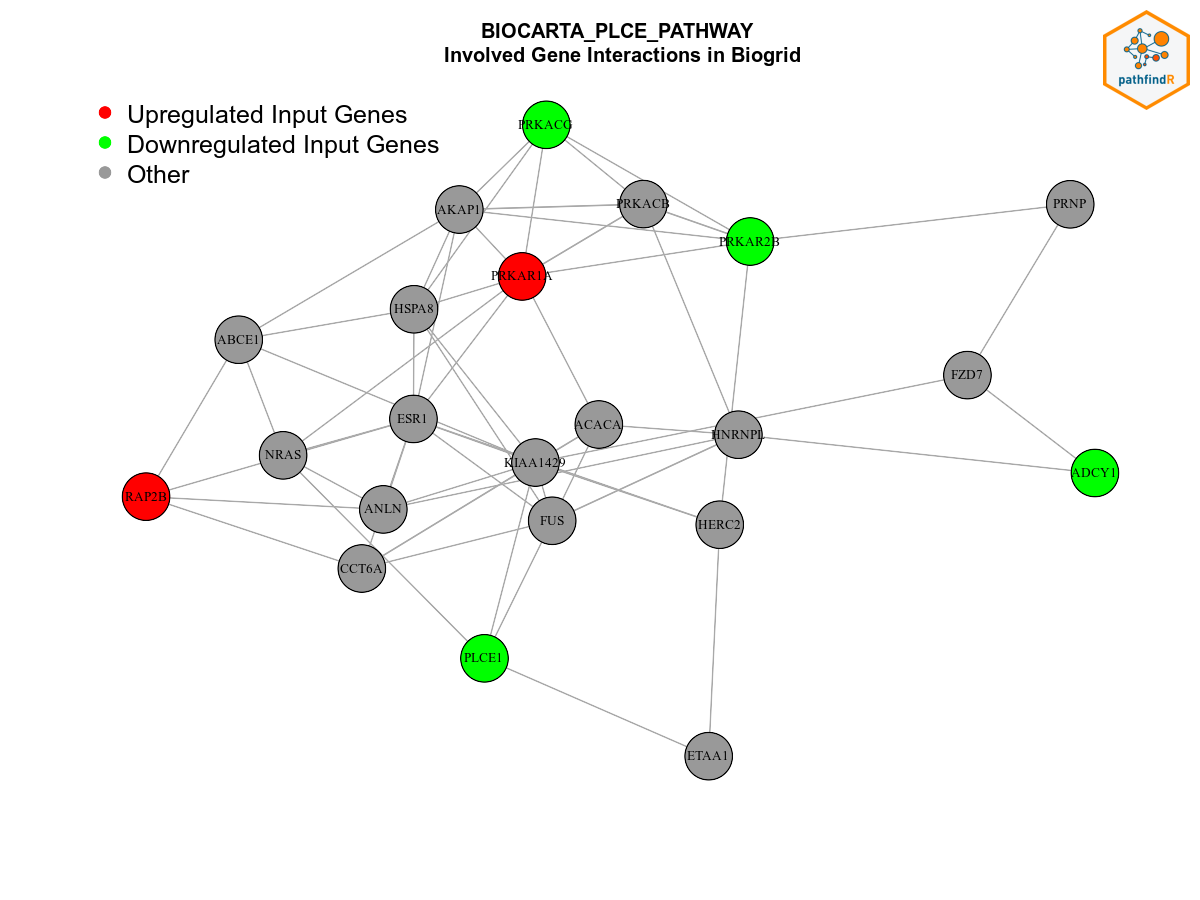 BIOCARTA_PLCE_PATHWAY
Involved Gene Interactions in Biogrid
pathfindR
Upregulated Input Genes
Downregulated Input Genes
Other
PRKACG
AKAP1
PRKACB
PRNP
PRKAR2B
PRKAR1A
HSPA8
ABCE1
FZD7
ESR1
ACACA
HNRNPL
NRAS
KIAA1429
ADCY1
RAP2B
ANLN
FUS
HERC2
CCT6A
PLCE1
ETAA1